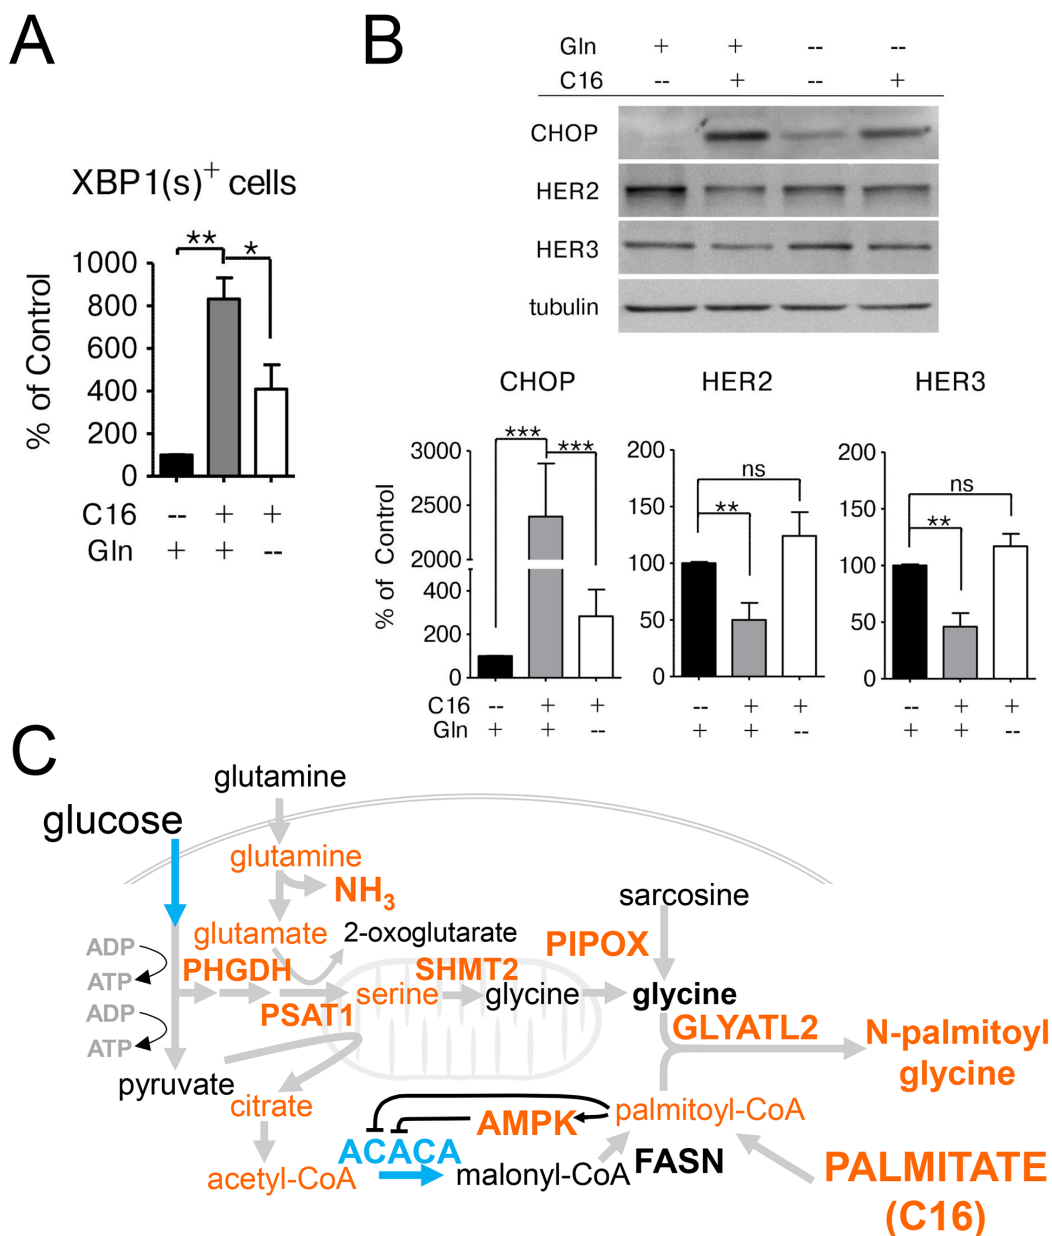 A
XBP1(s)+ cells
** *
% of Control
1000
800
600
400
200
0
C16 -- + +
Gln + + --
B
Gln + + -- --
C16 -- + -- +
CHOP
HER2
HER3
tubulin
CHOP
% of Control
*** ***
3000
2500
2000
400
200
0
C16 -- + +
Gln + + --
HER2
200
150
100
50
0
ns
**
-- + +
+ + --
HER3
200
150
100
50
0
ns
**
-- + +
+ + --
C
glutamine
glucose
glutamine
NH3
sarcosine
glutamate
2-oxoglutarate
PIPOX
ADP
ATP
ADP
ATP
PHGDH
SHMT2
PSAT1
serine
glycine
glycine
GLYATL2
N-palmitoyl
glycine
pyruvate
citrate
AMPK
palmitoyl-CoA
ACACA
acetyl-CoA
malonyl-CoA
FASN
PALMITATE
(C16)